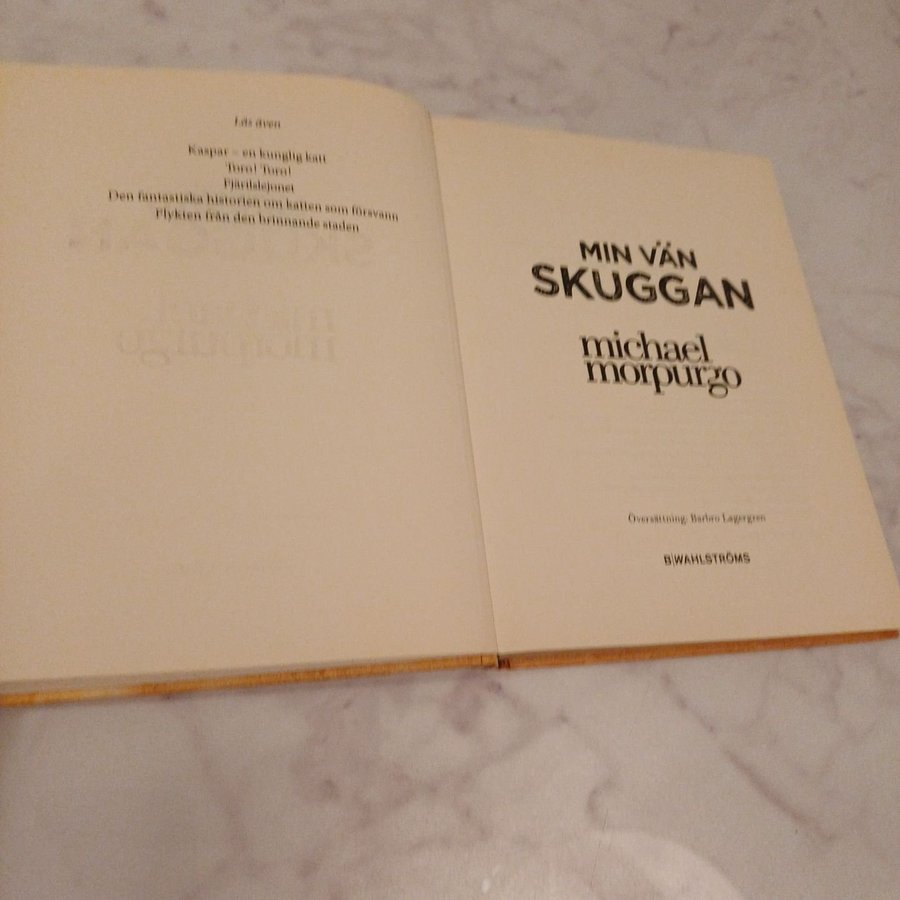 Läs även
Kaspar – en kunglig katt
Toro! Toro!
Fjärilslejonet
Den fantastiska historien om katten som försvann
Flykten från den brinnande staden
MIN VÄN
SKUGGAN
michael
morpurgo
Översättning: Barbro Lagergren
B|WAHLSTRÖMS